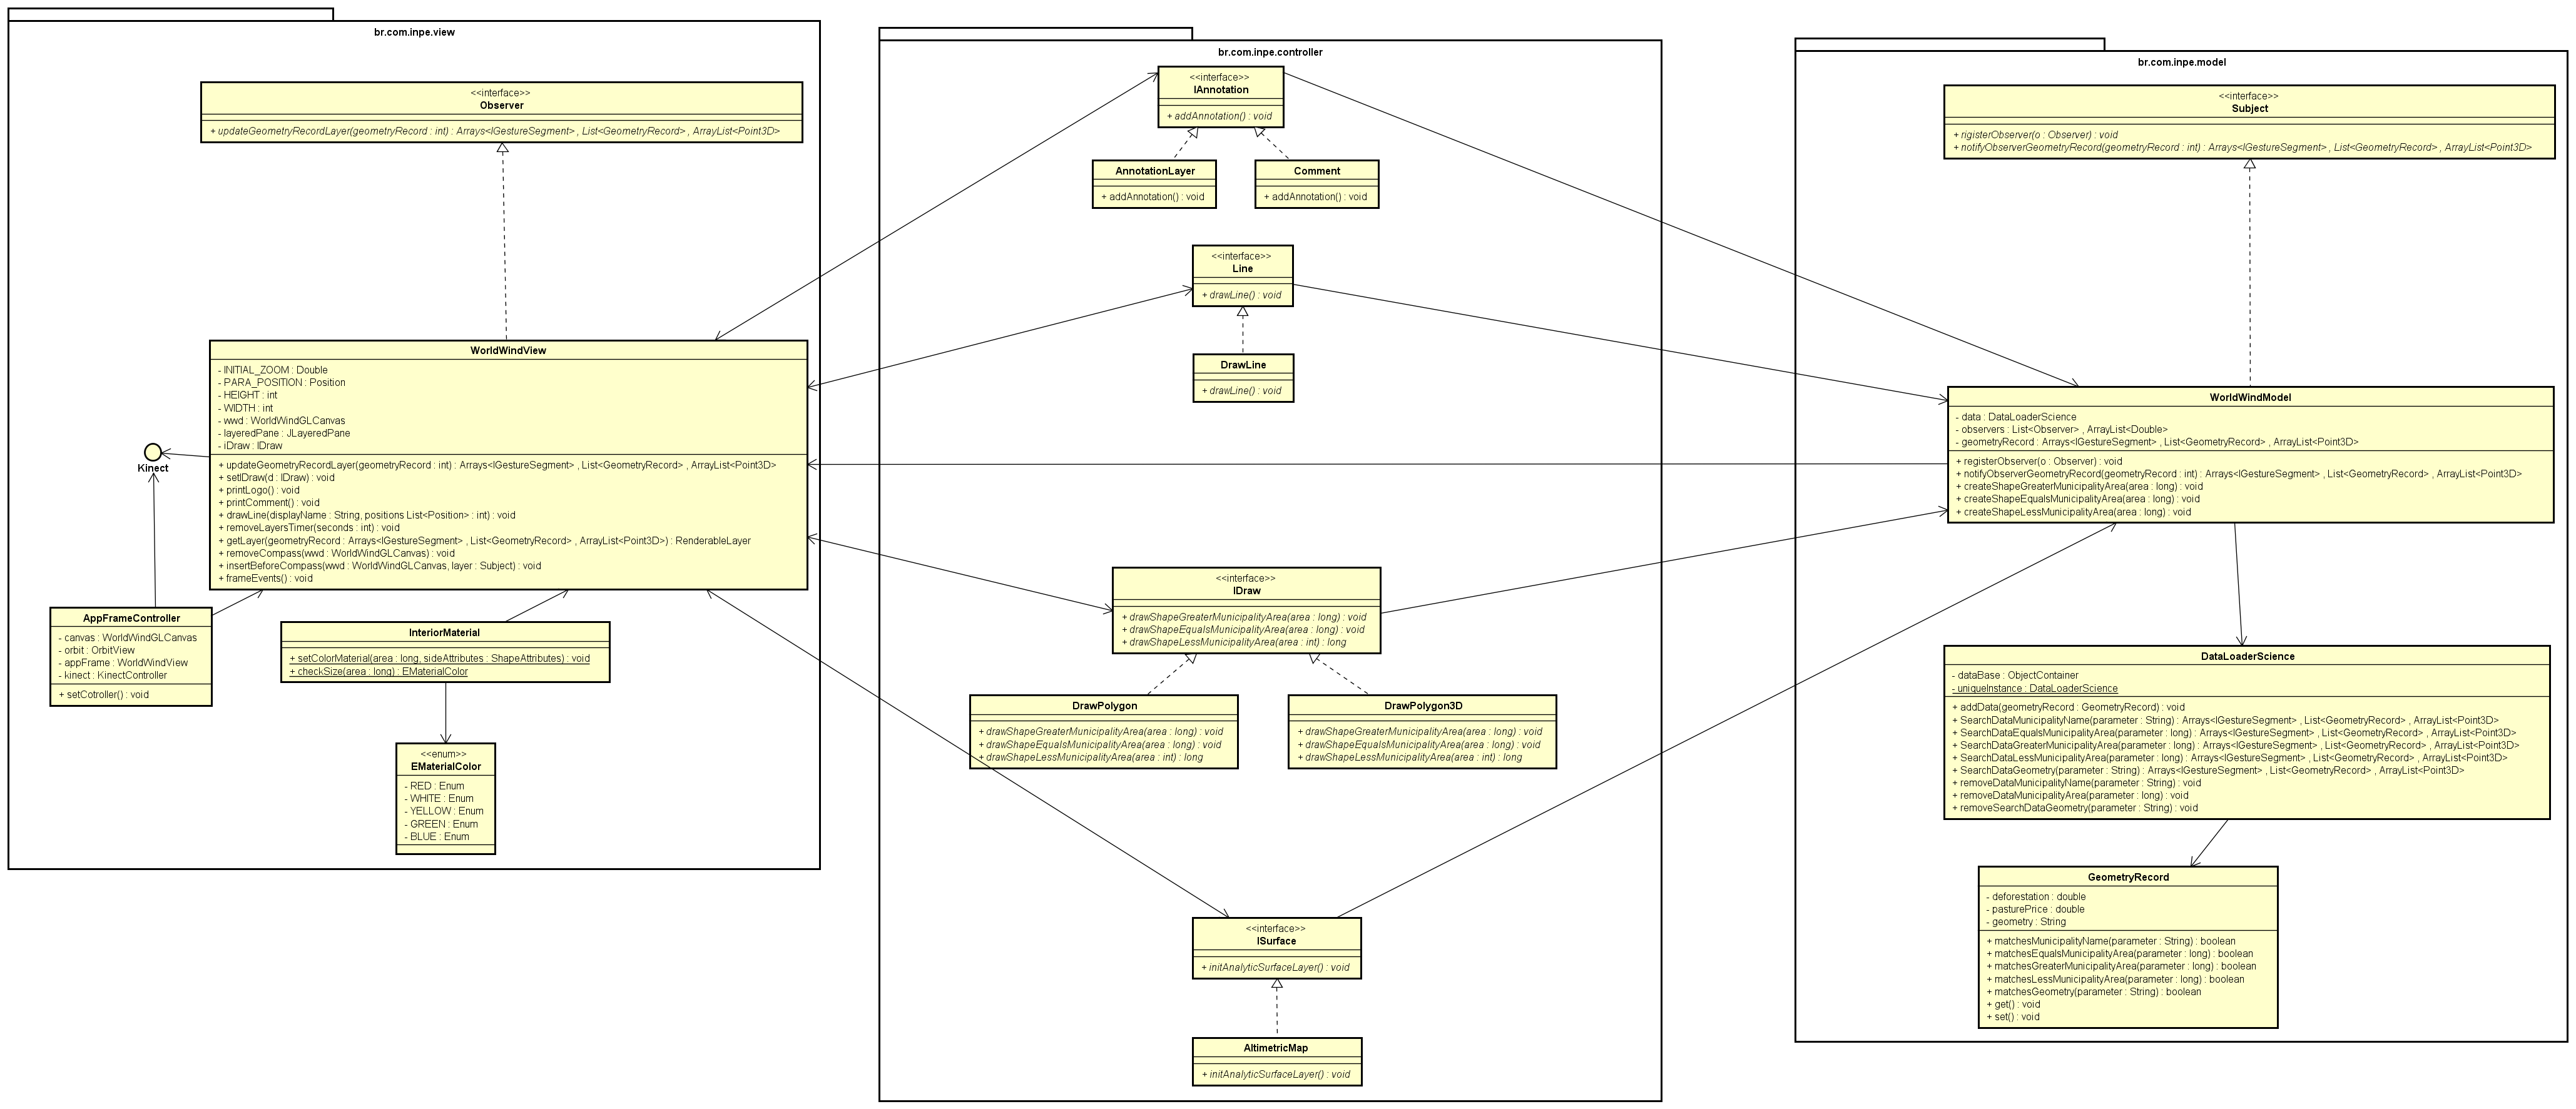 br.com.inpe.view
<<interface>>
Observer
+ updateGeometryRecordLayer(geometryRecord : int) : Arrays<IGestureSegment> , List<GeometryRecord> , ArrayList<Point3D>
WorldWindView
- INITIAL_ZOOM : Double
- PARA_POSITION : Position
- HEIGHT : int
- WIDTH : int
- wwd : WorldWindGLCanvas
- layeredPane : JLayeredPane
- iDraw : IDraw
+ updateGeometryRecordLayer(geometryRecord : int) : Arrays<IGestureSegment> , List<GeometryRecord> , ArrayList<Point3D>
+ setIDraw(d : IDraw) : void
+ printLogo() : void
+ printComment() : void
+ drawLine(displayName : String, positions List<Position> : int) : void
+ removeLayersTimer(seconds : int) : void
+ getLayer(geometryRecord : Arrays<IGestureSegment> , List<GeometryRecord> , ArrayList<Point3D>) : RenderableLayer
+ removeCompass(wwd : WorldWindGLCanvas) : void
+ insertBeforeCompass(wwd : WorldWindGLCanvas, layer : Subject) : void
+ frameEvents() : void
Kinect
AppFrameController
- canvas : WorldWindGLCanvas
- orbit : OrbitView
- appFrame : WorldWindView
- kinect : KinectController
+ setCotroller() : void
InteriorMaterial
+ setColorMaterial(area : long, sideAttributes : ShapeAttributes) : void
+ checkSize(area : long) : EMaterialColor
<<enum>>
EMaterialColor
- RED : Enum
- WHITE : Enum
- YELLOW : Enum
- GREEN : Enum
- BLUE : Enum
br.com.inpe.controller
<<interface>>
IAnnotation
+ addAnnotation() : void
AnnotationLayer
+ addAnnotation() : void
Comment
+ addAnnotation() : void
<<interface>>
Line
+ drawLine() : void
DrawLine
+ drawLine() : void
<<interface>>
IDraw
+ drawShapeGreaterMunicipalityArea(area : long) : void
+ drawShapeEqualsMunicipalityArea(area : long) : void
+ drawShapeLessMunicipalityArea(area : int) : long
DrawPolygon
+ drawShapeGreaterMunicipalityArea(area : long) : void
+ drawShapeEqualsMunicipalityArea(area : long) : void
+ drawShapeLessMunicipalityArea(area : int) : long
DrawPolygon3D
+ drawShapeGreaterMunicipalityArea(area : long) : void
+ drawShapeEqualsMunicipalityArea(area : long) : void
+ drawShapeLessMunicipalityArea(area : int) : long
<<interface>>
ISurface
+ initAnalyticSurfaceLayer() : void
AltimetricMap
+ initAnalyticSurfaceLayer() : void
br.com.inpe.model
<<interface>>
Subject
+ rigisterObserver(o : Observer) : void
+ notifyObserverGeometryRecord(geometryRecord : int) : Arrays<IGestureSegment> , List<GeometryRecord> , ArrayList<Point3D>
WorldWindModel
- data : DataLoaderScience
- observers : List<Observer> , ArrayList<Double>
- geometryRecord : Arrays<IGestureSegment> , List<GeometryRecord> , ArrayList<Point3D>
+ registerObserver(o : Observer) : void
+ notifyObserverGeometryRecord(geometryRecord : int) : Arrays<IGestureSegment> , List<GeometryRecord> , ArrayList<Point3D>
+ createShapeGreaterMunicipalityArea(area : long) : void
+ createShapeEqualsMunicipalityArea(area : long) : void
+ createShapeLessMunicipalityArea(area : long) : void
DataLoaderScience
- dataBase : ObjectContainer
- uniqueInstance : DataLoaderScience
+ addData(geometryRecord : GeometryRecord) : void
+ SearchDataMunicipalityName(parameter : String) : Arrays<IGestureSegment> , List<GeometryRecord> , ArrayList<Point3D>
+ SearchDataEqualsMunicipalityArea(parameter : long) : Arrays<IGestureSegment> , List<GeometryRecord> , ArrayList<Point3D>
+ SearchDataGreaterMunicipalityArea(parameter : long) : Arrays<IGestureSegment> , List<GeometryRecord> , ArrayList<Point3D>
+ SearchDataLessMunicipalityArea(parameter : long) : Arrays<IGestureSegment> , List<GeometryRecord> , ArrayList<Point3D>
+ SearchDataGeometry(parameter : String) : Arrays<IGestureSegment> , List<GeometryRecord> , ArrayList<Point3D>
+ removeDataMunicipalityName(parameter : String) : void
+ removeDataMunicipalityArea(parameter : long) : void
+ removeSearchDataGeometry(parameter : String) : void
GeometryRecord
- deforestation : double
- pasturePrice : double
- geometry : String
+ matchesMunicipalityName(parameter : String) : boolean
+ matchesEqualsMunicipalityArea(parameter : long) : boolean
+ matchesGreaterMunicipalityArea(parameter : long) : boolean
+ matchesLessMunicipalityArea(parameter : long) : boolean
+ matchesGeometry(parameter : String) : boolean
+ get() : void
+ set() : void